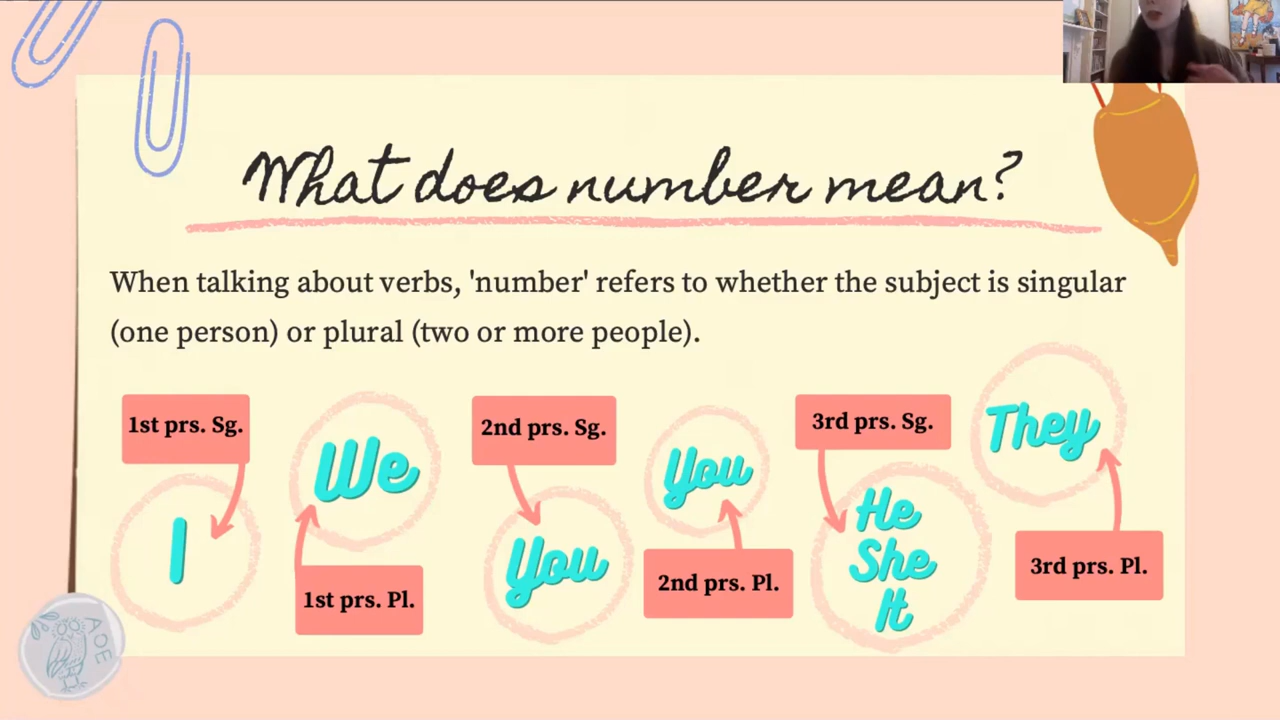 What does number mean?
When talking about verbs, 'number' refers to whether the subject is singular
(one person) or plural (two or more people).
1st prs. Sg.
I
We
1st prs. Pl.
2nd prs. Sg.
You
You
2nd prs. Pl.
3rd prs. Sg.
He
She
It
They
3rd prs. Pl.
AOE